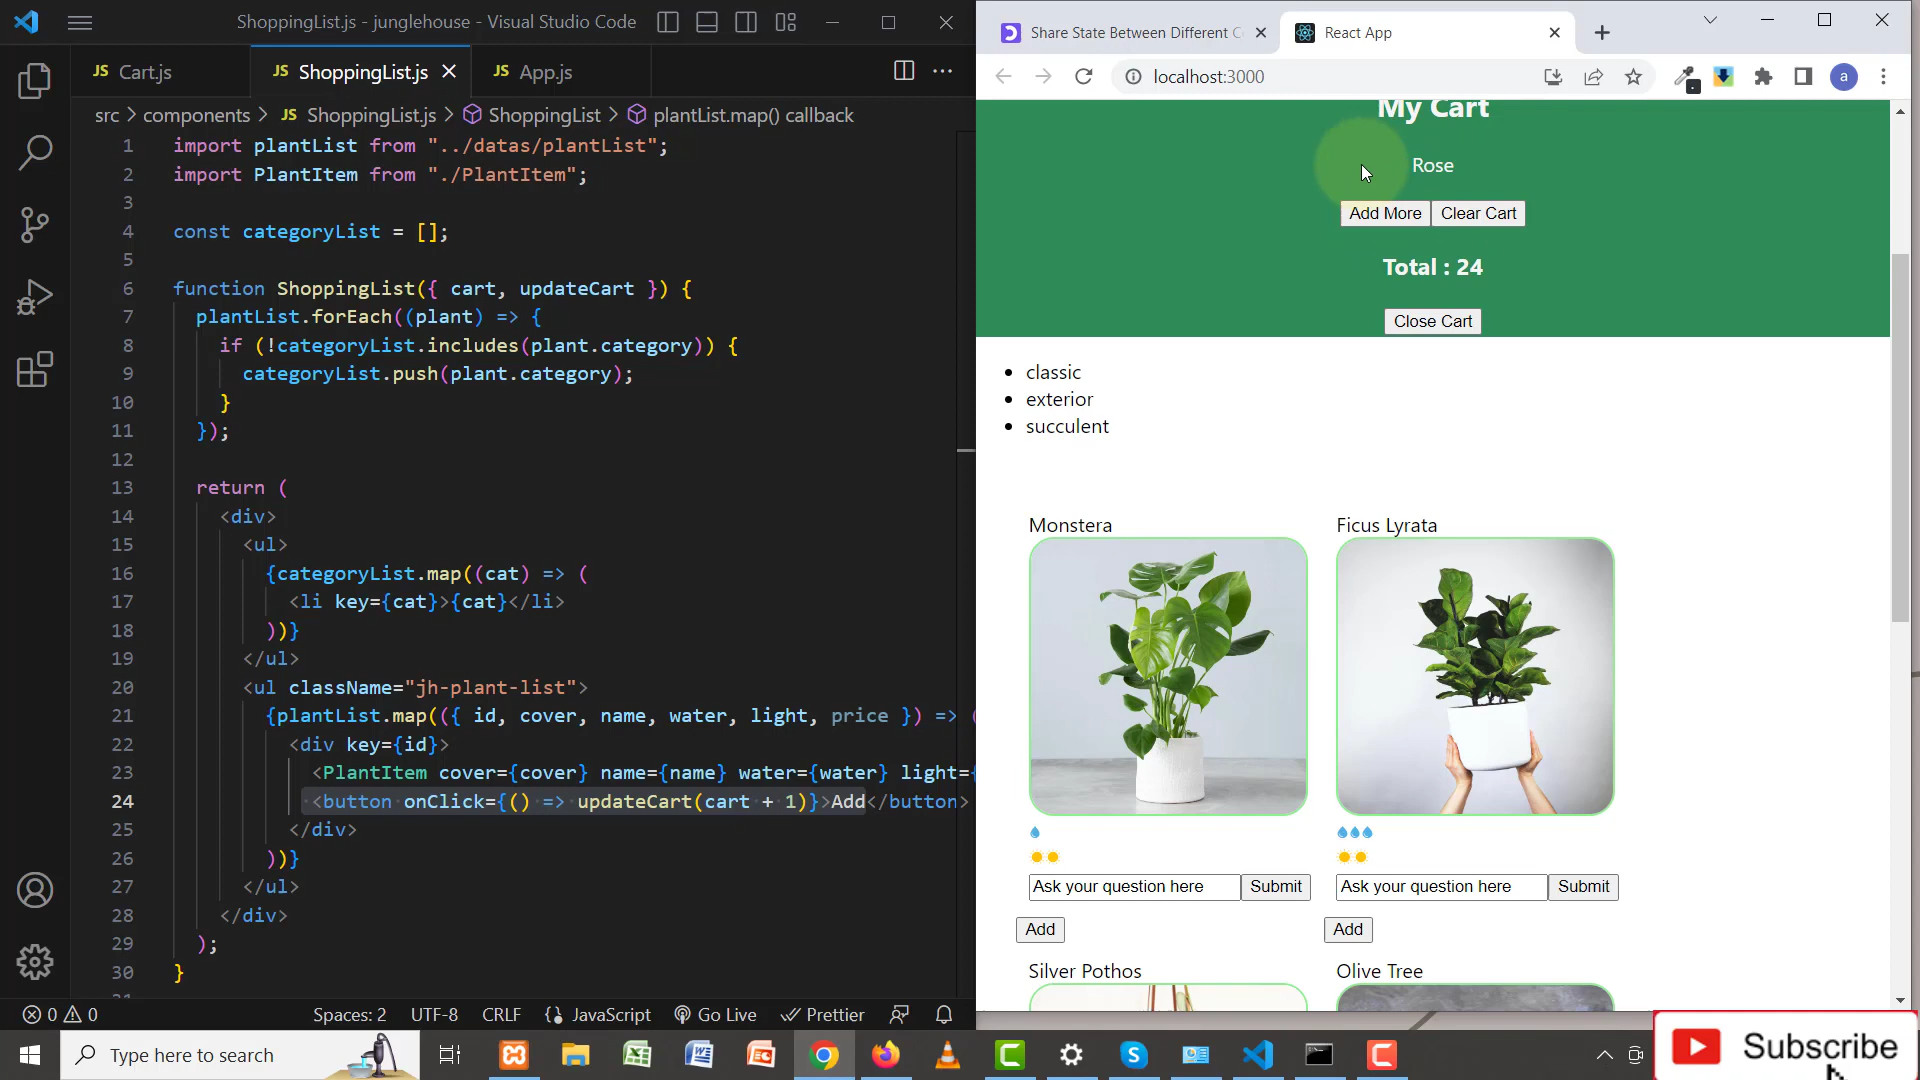 ShoppingList.js - junglehouse - Visual Studio Code
JS Cart.js
JS ShoppingList.js
JS App.js
src > components > JS ShoppingList.js > ShoppingList > plantList.map() callback
1 import plantList from "../datas/plantList";
2 import PlantItem from "./PlantItem";
3
4 const categoryList = [];
5
6 function ShoppingList({ cart, updateCart }) {
7 plantList.forEach((plant) => {
8 if (!categoryList.includes(plant.category)) {
9 categoryList.push(plant.category);
10 }
11 });
12
13 return (
14 <div>
15 <ul>
16 {categoryList.map((cat) => (
17 <li key={cat}>{cat}</li>
18 ))}
19 </ul>
20 <ul className="jh-plant-list">
21 {plantList.map(({ id, cover, name, water, light, price }) => (
22 <div key={id}>
23 <PlantItem cover={cover} name={name} water={water} light={
24 <button onClick={() => updateCart(cart + 1)}>Add</button>
25 </div>
26 ))}
27 </ul>
28 </div>
29 );
30 }
0 0
Spaces: 2 UTF-8 CRLF {} JavaScript Go Live Prettier
Type here to search
Share State Between Different C
React App
localhost:3000
a
My Cart
Rose
Add More Clear Cart
Total : 24
Close Cart
classic
exterior
succulent
Monstera
Ficus Lyrata
Ask your question here Submit
Ask your question here Submit
Add
Add
Silver Pothos
Olive Tree
Subscribe